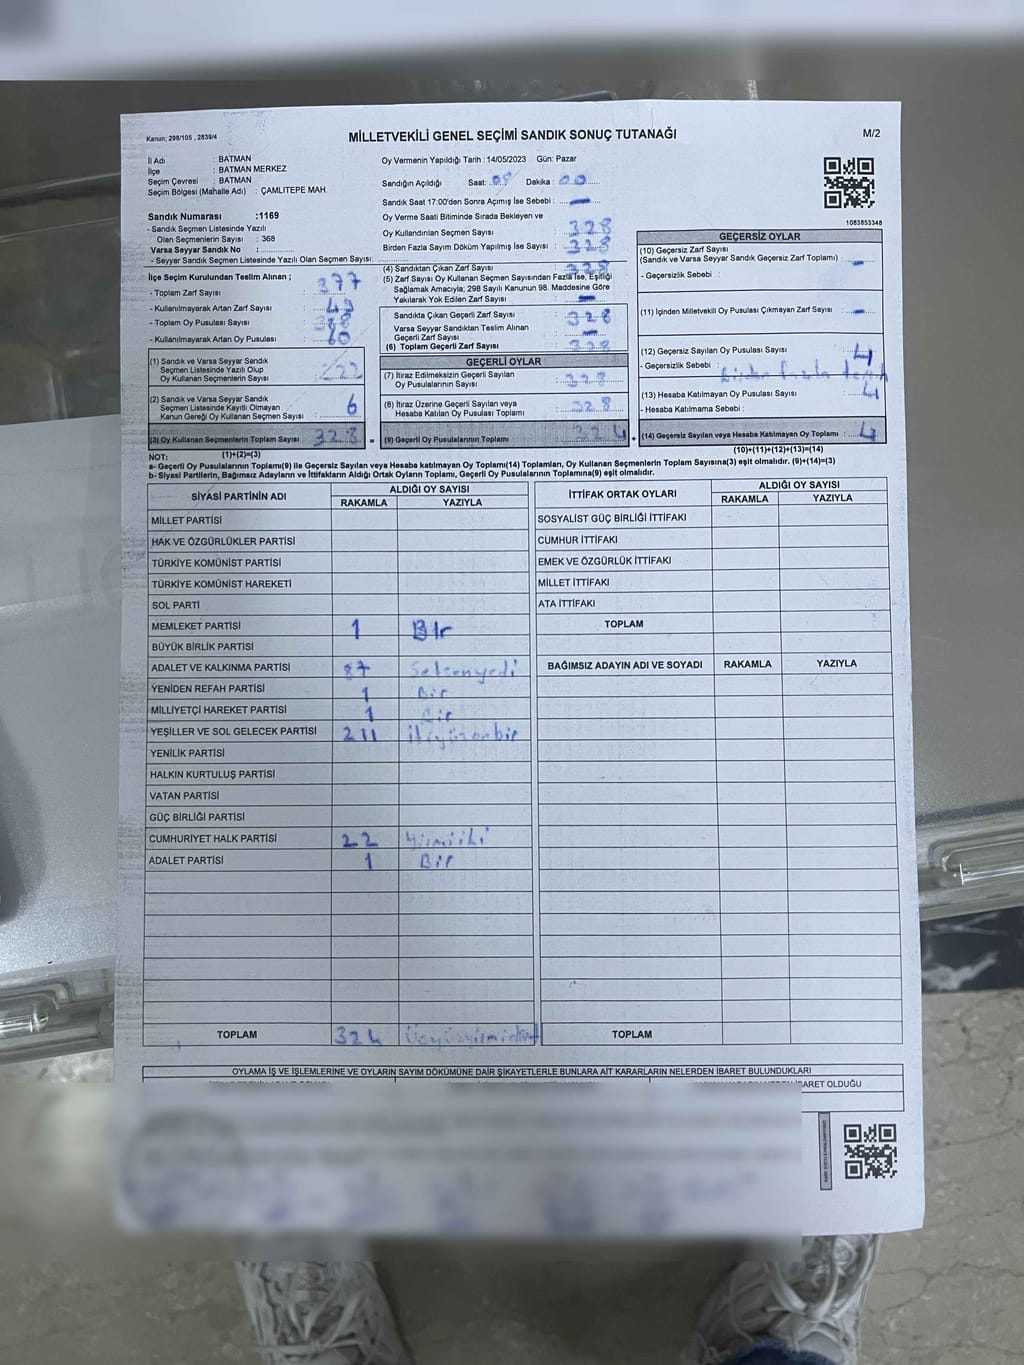 Kanun: 298/105 , 2839/4
MİLLETVEKİLİ GENEL SEÇİMİ SANDIK SONUÇ TUTANAĞI
M/2
İl Adı : BATMAN
İlçe : BATMAN MERKEZ
Seçim Çevresi : BATMAN
Seçim Bölgesi (Mahalle Adı) : ÇAMLITEPE MAH.
Sandık Numarası :1169
- Sandık Seçmen Listesinde Yazılı
Olan Seçmenlerin Sayısı : 368
Varsa Seyyar Sandık No :
- Seyyar Sandık Seçmen Listesinde Yazılı Olan Seçmen Sayısı:
Oy Vermenin Yapıldığı Tarih : 14/05/2023 Gün: Pazar
Sandığın Açıldığı Saat: 08 Dakika : 00
Sandık Saat 17:00'den Sonra Açımış İse Sebebi : —
Oy Verme Saati Bitiminde Sırada Bekleyen ve
Oy Kullandırılan Seçmen Sayısı : 328
Birden Fazla Sayım Döküm Yapılmış İse Sayısı : 328
1083853348
İlçe Seçim Kurulundan Teslim Alınan ;
- Toplam Zarf Sayısı : 377
- Kullanılmayarak Artan Zarf Sayısı : 49
- Toplam Oy Pusulası Sayısı :
- Kullanılmayarak Artan Oy Pusulası : 60
(1) Sandık ve Varsa Seyyar Sandık
Seçmen Listesinde Yazılı Olup
Oy Kullanan Seçmenlerin Sayısı :
(2) Sandık ve Varsa Seyyar Sandık
Seçmen Listesinde Kayıtlı Olmayan
Kanun Gereği Oy Kullanan Seçmen Sayısı : 6
(3) Oy Kullanan Seçmenlerin Toplam Sayısı : 328 =
(1)+(2)=(3)
(4) Sandıktan Çıkan Zarf Sayısı : 328
(5) Zarf Sayısı Oy Kullanan Seçmen Sayısından Fazla İse, Eşitliği
Sağlamak Amacıyla; 298 Sayılı Kanunun 98. Maddesine Göre
Yakılarak Yok Edilen Zarf Sayısı : —
Sandıkta Çıkan Geçerli Zarf Sayısı : 328
Varsa Seyyar Sandıktan Teslim Alınan
Geçerli Zarf Sayısı : —
(6) Toplam Geçerli Zarf Sayısı : 328
GEÇERLİ OYLAR
(7) İtiraz Edilmeksizin Geçerli Sayılan
Oy Pusulalarının Sayısı : 328
(8) İtiraz Üzerine Geçerli Sayılan veya
Hesaba Katılan Oy Pusulası Toplamı : 328
(9) Geçerli Oy Pusulalarının Toplamı : 324 +
GEÇERSİZ OYLAR
(10) Geçersiz Zarf Sayısı
(Sandık ve Varsa Seyyar Sandık Geçersiz Zarf Toplamı) : —
- Geçersizlik Sebebi :
(11) İçinden Milletvekili Oy Pusulası Çıkmayan Zarf Sayısı : —
(12) Geçersiz Sayılan Oy Pusulası Sayısı : 4
- Geçersizlik Sebebi : Birden fazla
(13) Hesaba Katılmayan Oy Pusulası Sayısı : 4
- Hesaba Katılmama Sebebi :
(14) Geçersiz Sayılan veya Hesaba Katılmayan Oy Toplamı : 4
(10)+(11)+(12)+(13)=(14)
NOT:
a- Geçerli Oy Pusulalarının Toplamı(9) ile Geçersiz Sayılan veya Hesaba katılmayan Oy Toplamı(14) Toplamları, Oy Kullanan Seçmenlerin Toplam Sayısına(3) eşit olmalıdır. (9)+(14)=(3)
b- Siyasi Partilerin, Bağımsız Adayların ve İttifakların Aldığı Ortak Oyların Toplamı, Geçerli Oy Pusulalarının Toplamına(9) eşit olmalıdır.
SİYASİ PARTİNİN ADI ALDIĞI OY SAYISI
RAKAMLA YAZIYLA
MİLLET PARTİSİ
HAK VE ÖZGÜRLÜKLER PARTİSİ
TÜRKİYE KOMÜNİST PARTİSİ
TÜRKİYE KOMÜNİST HAREKETİ
SOL PARTİ
MEMLEKET PARTİSİ 1 Bir
BÜYÜK BİRLİK PARTİSİ
ADALET VE KALKINMA PARTİSİ 87 Seksenyedi
YENİDEN REFAH PARTİSİ 1 Bir
MİLLİYETÇİ HAREKET PARTİSİ 1 Bir
YEŞİLLER VE SOL GELECEK PARTİSİ 211 ikiyüzonbir
YENİLİK PARTİSİ
HALKIN KURTULUŞ PARTİSİ
VATAN PARTİSİ
GÜÇ BİRLİĞİ PARTİSİ
CUMHURİYET HALK PARTİSİ 22 Yirmiiki
ADALET PARTİSİ 1 Bir
TOPLAM 324 Üçyüzyirmidört
İTTİFAK ORTAK OYLARI ALDIĞI OY SAYISI
RAKAMLA YAZIYLA
SOSYALİST GÜÇ BİRLİĞİ İTTİFAKI
CUMHUR İTTİFAKI
EMEK VE ÖZGÜRLÜK İTTİFAKI
MİLLET İTTİFAKI
ATA İTTİFAKI
TOPLAM
BAĞIMSIZ ADAYIN ADI VE SOYADI RAKAMLA YAZIYLA
TOPLAM
OYLAMA İŞ VE İŞLEMLERİNE VE OYLARIN SAYIM DÖKÜMÜNE DAİR ŞİKAYETLERLE BUNLARA AİT KARARLARIN NELERDEN İBARET BULUNDUKLARI
BARET OLDUĞU